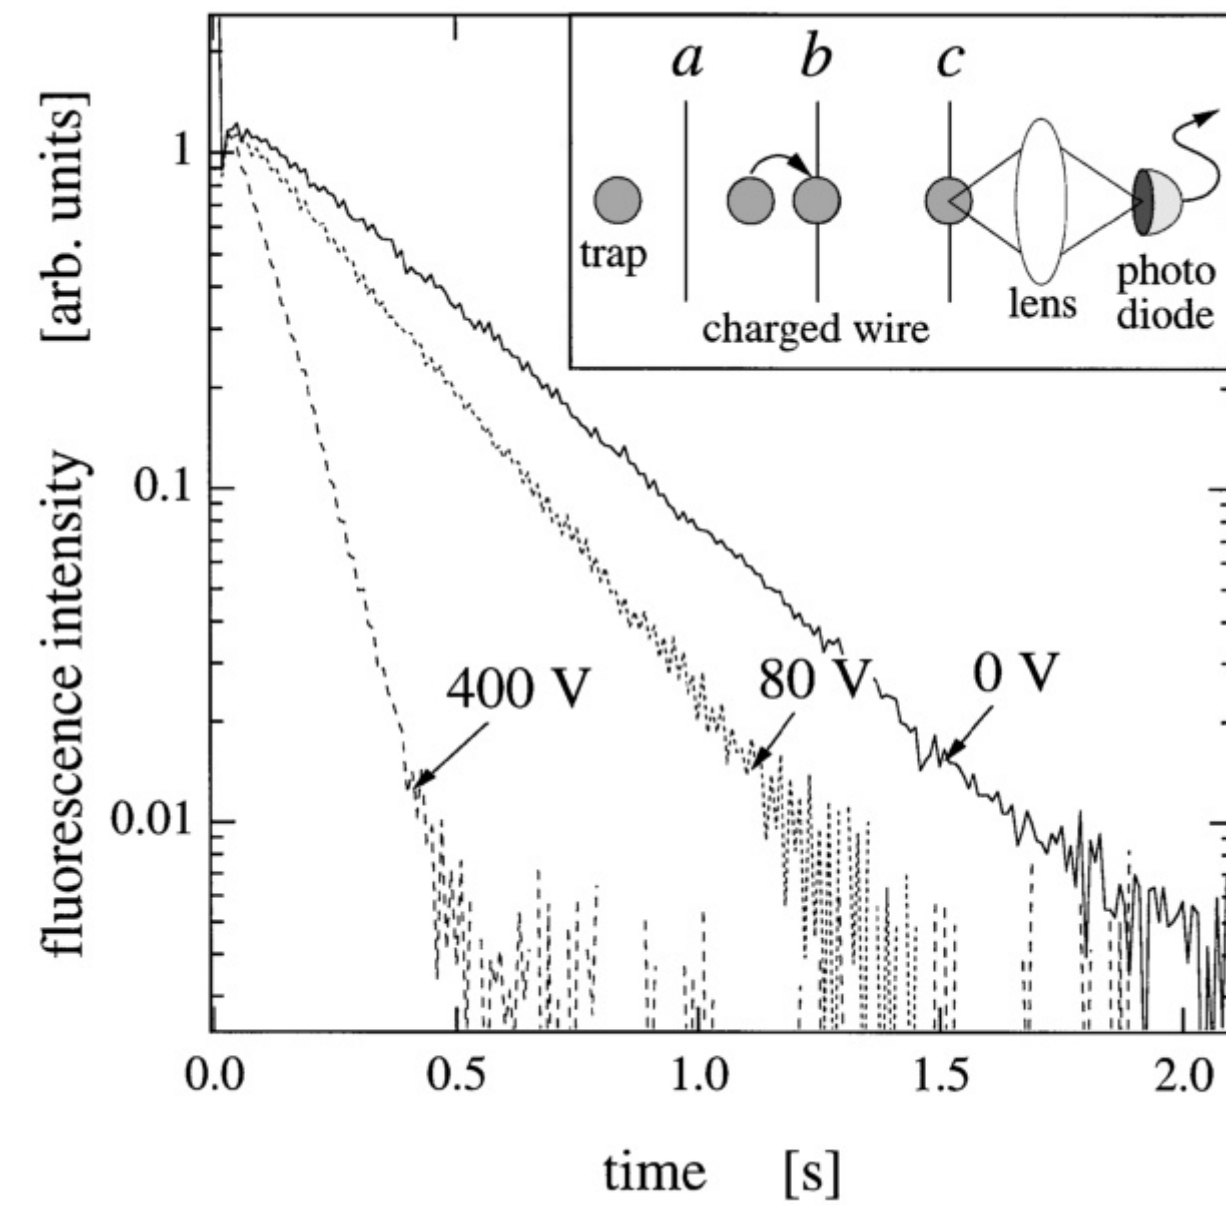 fluorescence intensity [arb. units]
1
0.1
0.01
a b c
trap
charged wire
lens
photo
diode
400 V
80 V
0 V
0.0 0.5 1.0 1.5 2.0
time [s]